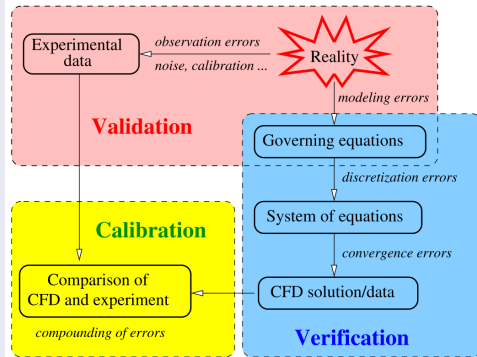 Experimental
data
observation errors
noise, calibration ...
Reality
modeling errors
Validation
Governing equations
discretization errors
System of equations
Calibration
convergence errors
Comparison of
CFD and experiment
CFD solution/data
compounding of errors
Verification